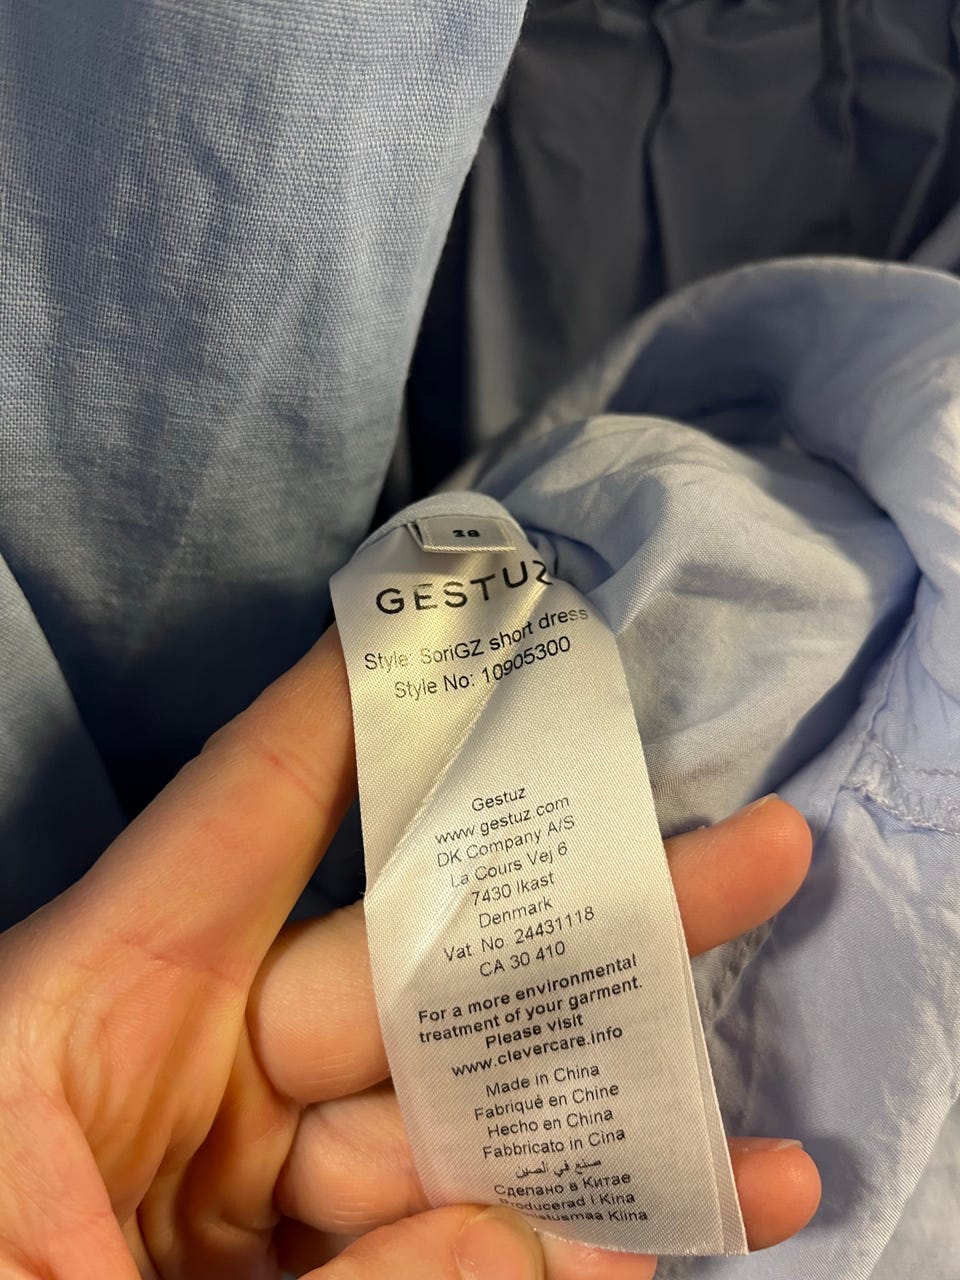 38
GESTUZ
Style: SoriGZ short dress
Style No: 10905300
Gestuz
www.gestuz.com
DK Company A/S
La Cours Vej 6
7430 Ikast
Denmark
Vat. No. 24431118
CA 30 410
For a more environmental
treatment of your garment.
Please visit
www.clevercare.info
Made in China
Fabriqué en Chine
Hecho en China
Fabbricato in Cina
صنع في الصين
Сделано в Китае
Producerad i Kina
Klina